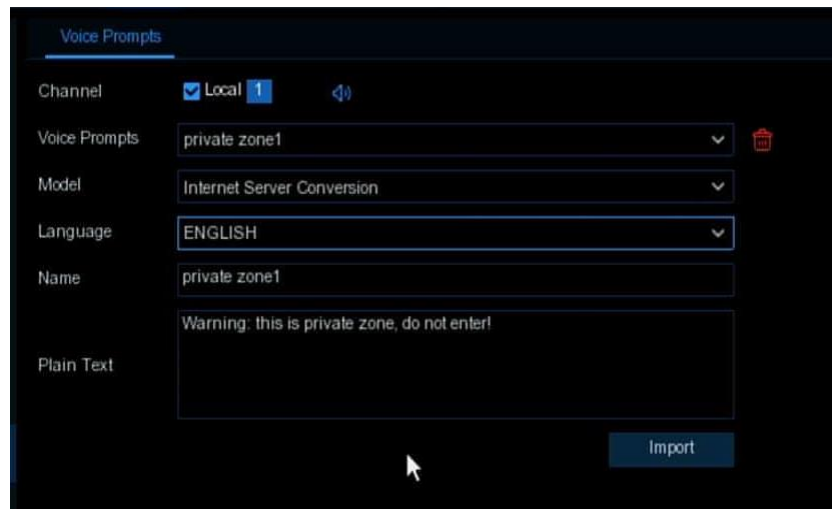 Voice Prompts
Channel Local 1
Voice Prompts private zone1
Model Internet Server Conversion
Language ENGLISH
Name private zone1
Plain Text Warning: this is private zone, do not enter!
Import